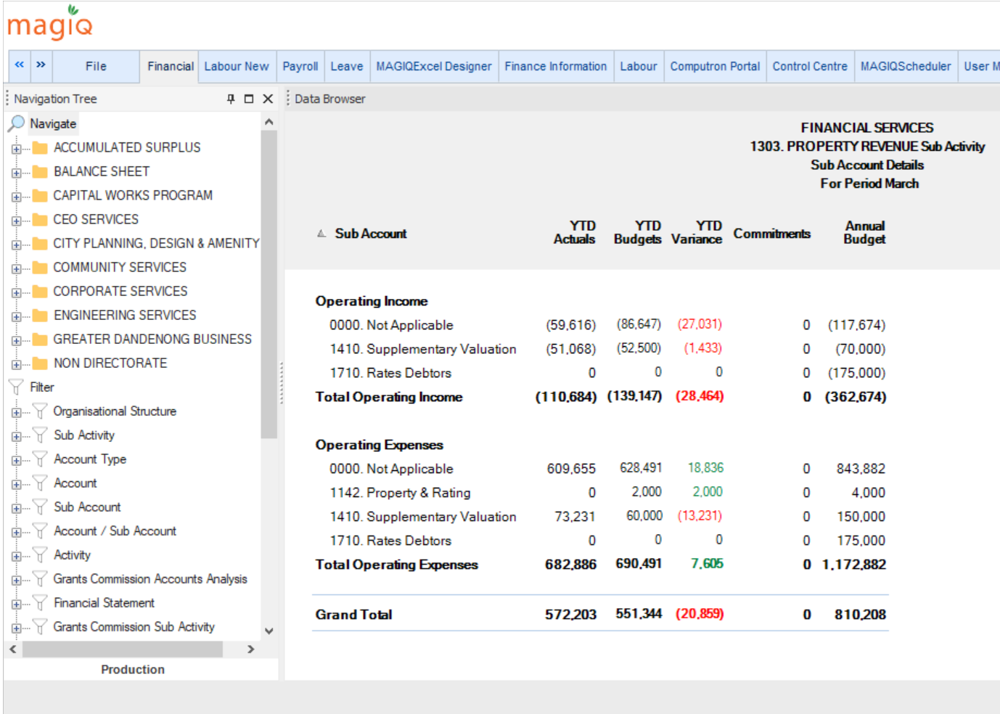 magiq
« » File Financial Labour New Payroll Leave MAGIQExcel Designer Finance Information Labour Computron Portal Control Centre MAGIQScheduler User M
Navigation Tree
Navigate
ACCUMULATED SURPLUS
BALANCE SHEET
CAPITAL WORKS PROGRAM
CEO SERVICES
CITY PLANNING, DESIGN & AMENITY
COMMUNITY SERVICES
CORPORATE SERVICES
ENGINEERING SERVICES
GREATER DANDENONG BUSINESS
NON DIRECTORATE
Filter
Organisational Structure
Sub Activity
Account Type
Account
Sub Account
Account / Sub Account
Activity
Grants Commission Accounts Analysis
Financial Statement
Grants Commission Sub Activity
Production
Data Browser
FINANCIAL SERVICES
1303. PROPERTY REVENUE Sub Activity
Sub Account Details
For Period March
Sub Account YTD Actuals YTD Budgets YTD Variance Commitments Annual Budget
Operating Income
0000. Not Applicable (59,616) (86,647) (27,031) 0 (117,674)
1410. Supplementary Valuation (51,068) (52,500) (1,433) 0 (70,000)
1710. Rates Debtors 0 0 0 0 (175,000)
Total Operating Income (110,684) (139,147) (28,464) 0 (362,674)
Operating Expenses
0000. Not Applicable 609,655 628,491 18,836 0 843,882
1142. Property & Rating 0 2,000 2,000 0 4,000
1410. Supplementary Valuation 73,231 60,000 (13,231) 0 150,000
1710. Rates Debtors 0 0 0 0 175,000
Total Operating Expenses 682,886 690,491 7,605 0 1,172,882
Grand Total 572,203 551,344 (20,859) 0 810,208